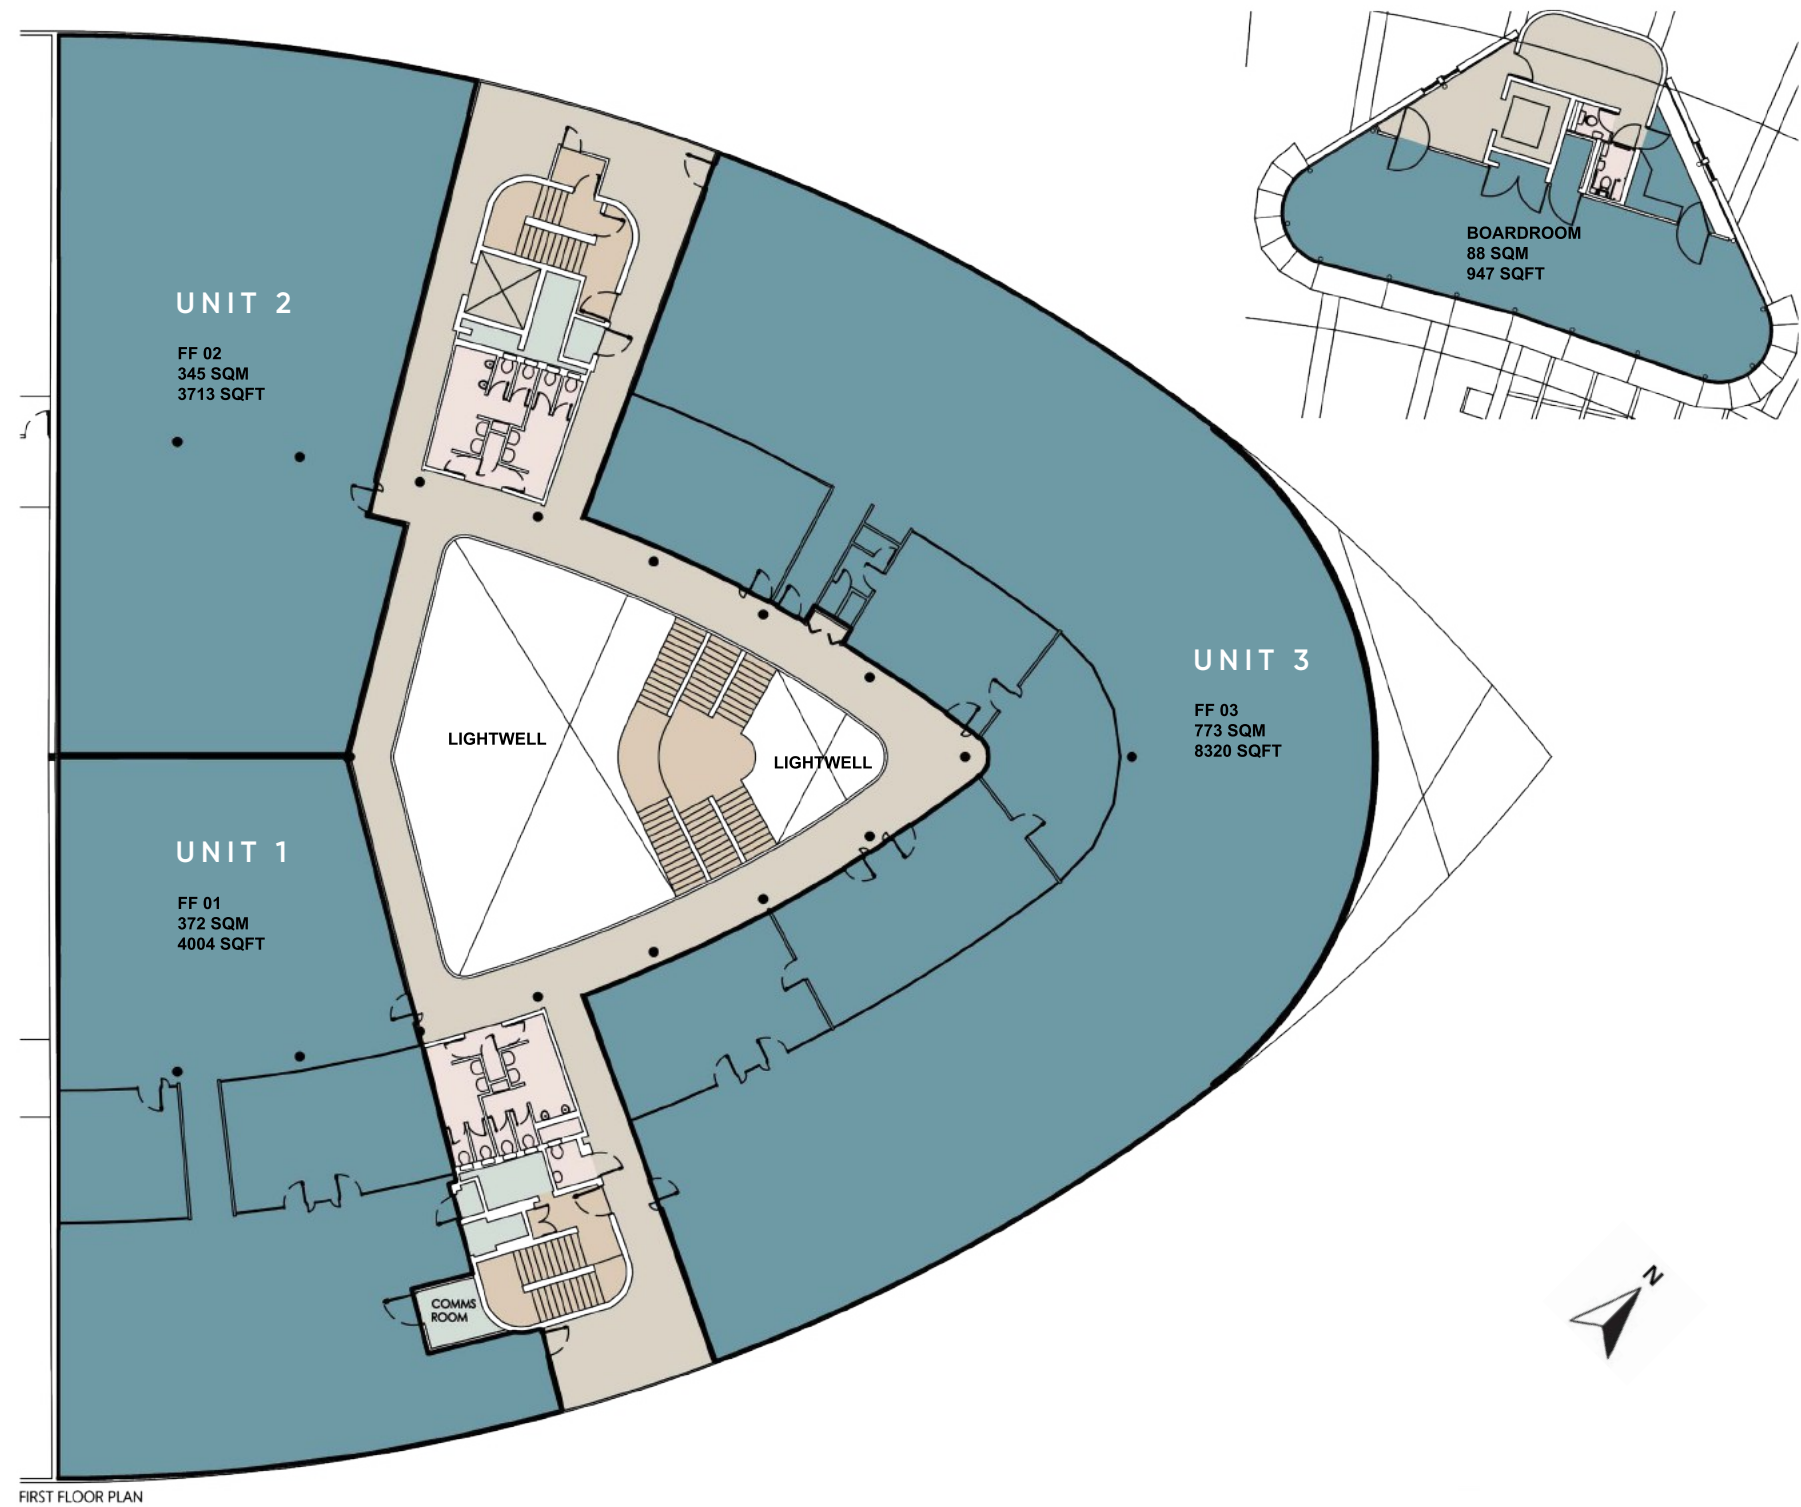 BOARDROOM
88 SQM
947 SQFT
UNIT 2
FF 02
345 SQM
3713 SQFT
UNIT 3
FF 03
773 SQM
8320 SQFT
LIGHTWELL
LIGHTWELL
UNIT 1
FF 01
372 SQM
4004 SQFT
COMMS
ROOM
N
FIRST FLOOR PLAN